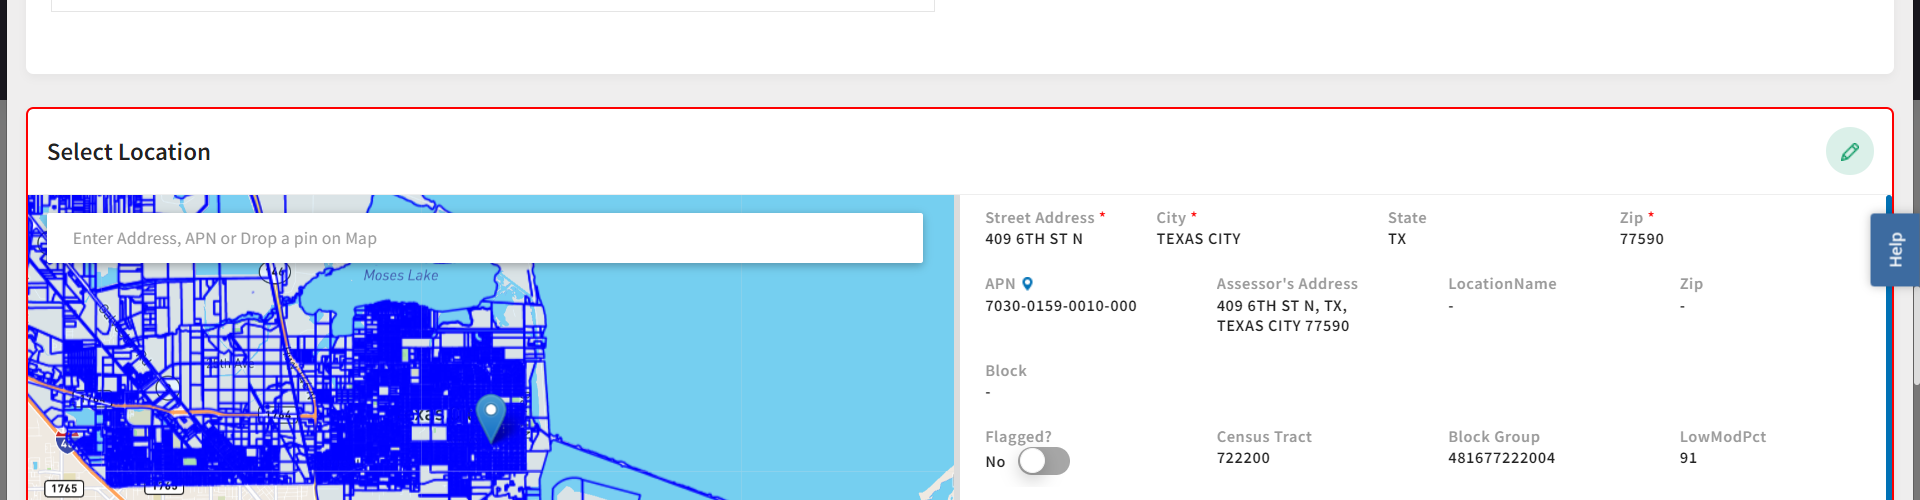 Select Location
Enter Address, APN or Drop a pin on Map
Moses Lake
1765
Street Address *
409 6TH ST N
City *
TEXAS CITY
State
TX
Zip *
77590
APN
7030-0159-0010-000
Assessor's Address
409 6TH ST N, TX,
TEXAS CITY 77590
LocationName
-
Zip
-
Block
-
Flagged?
No
Census Tract
722200
Block Group
481677222004
LowModPct
91
Help